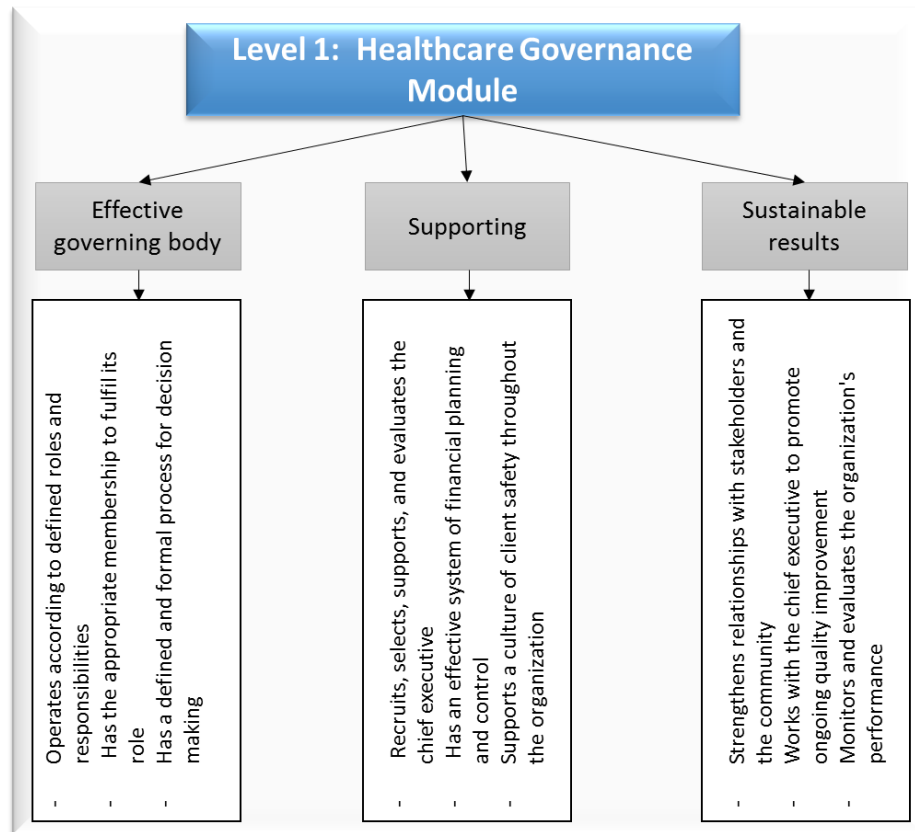 Level 1: Healthcare Governance
Module
Effective
governing body
Supporting
Sustainable
results
- Operates according to defined roles and
responsibilities
- Has the appropriate membership to fulfil its
role
- Has a defined and formal process for decision
making
- Recruits, selects, supports, and evaluates the
chief executive
- Has an effective system of financial planning
and control
- Supports a culture of client safety throughout
the organization
- Strengthens relationships with stakeholders and
the community
- Works with the chief executive to promote
ongoing quality improvement
- Monitors and evaluates the organization's
performance